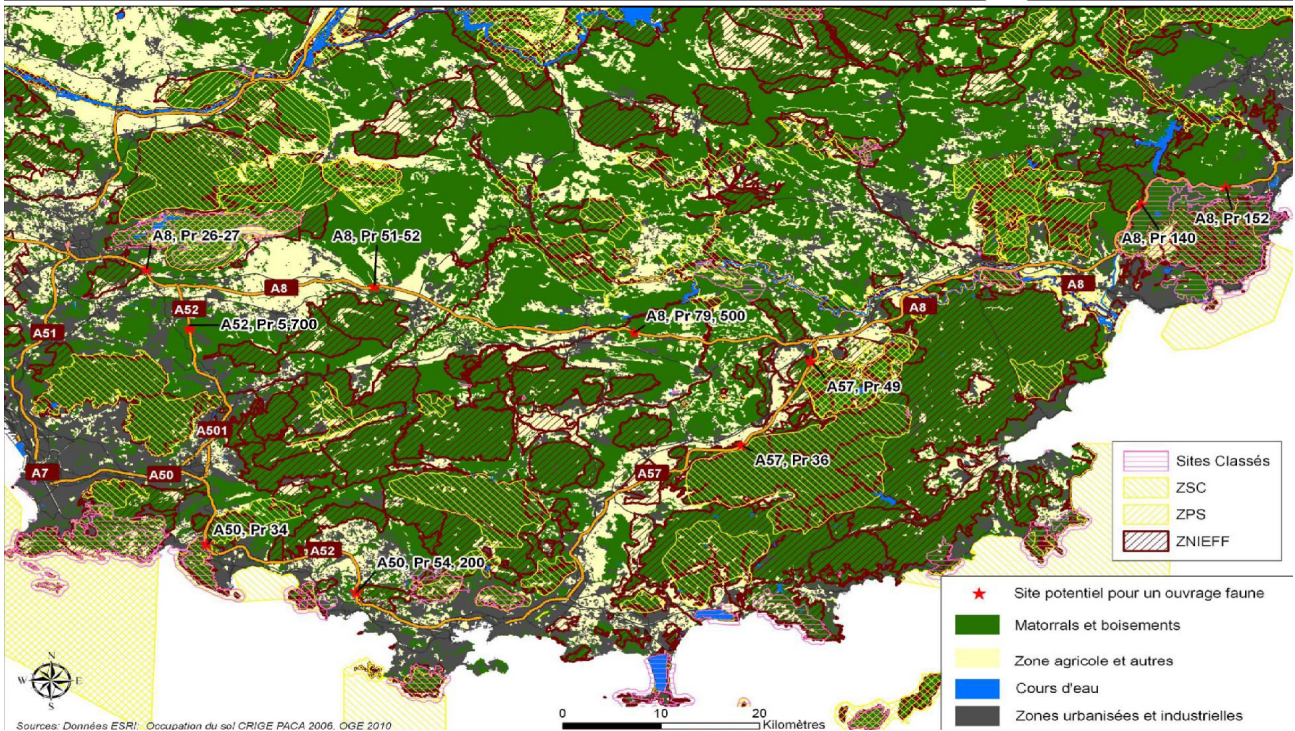 A8, Pr 152
A8, Pr 140
A8, Pr 26-27
A8, Pr 51-52
A8
A8
A52
A8
A52, Pr 5,700
A8, Pr 79, 500
A51
A57, Pr 49
A501
A57, Pr 36
A7
A50
A57
A50, Pr 34
A52
A50, Pr 54, 200
Sites Classés
ZSC
ZPS
ZNIEFF
Site potentiel pour un ouvrage faune
Matorrals et boisements
Zone agricole et autres
Cours d'eau
Zones urbanisées et industrielles
N
W E
S
0 10 20
Kilomètres
Sources: Données ESRI; Occupation du sol CRIGE PACA 2006, OGE 2010